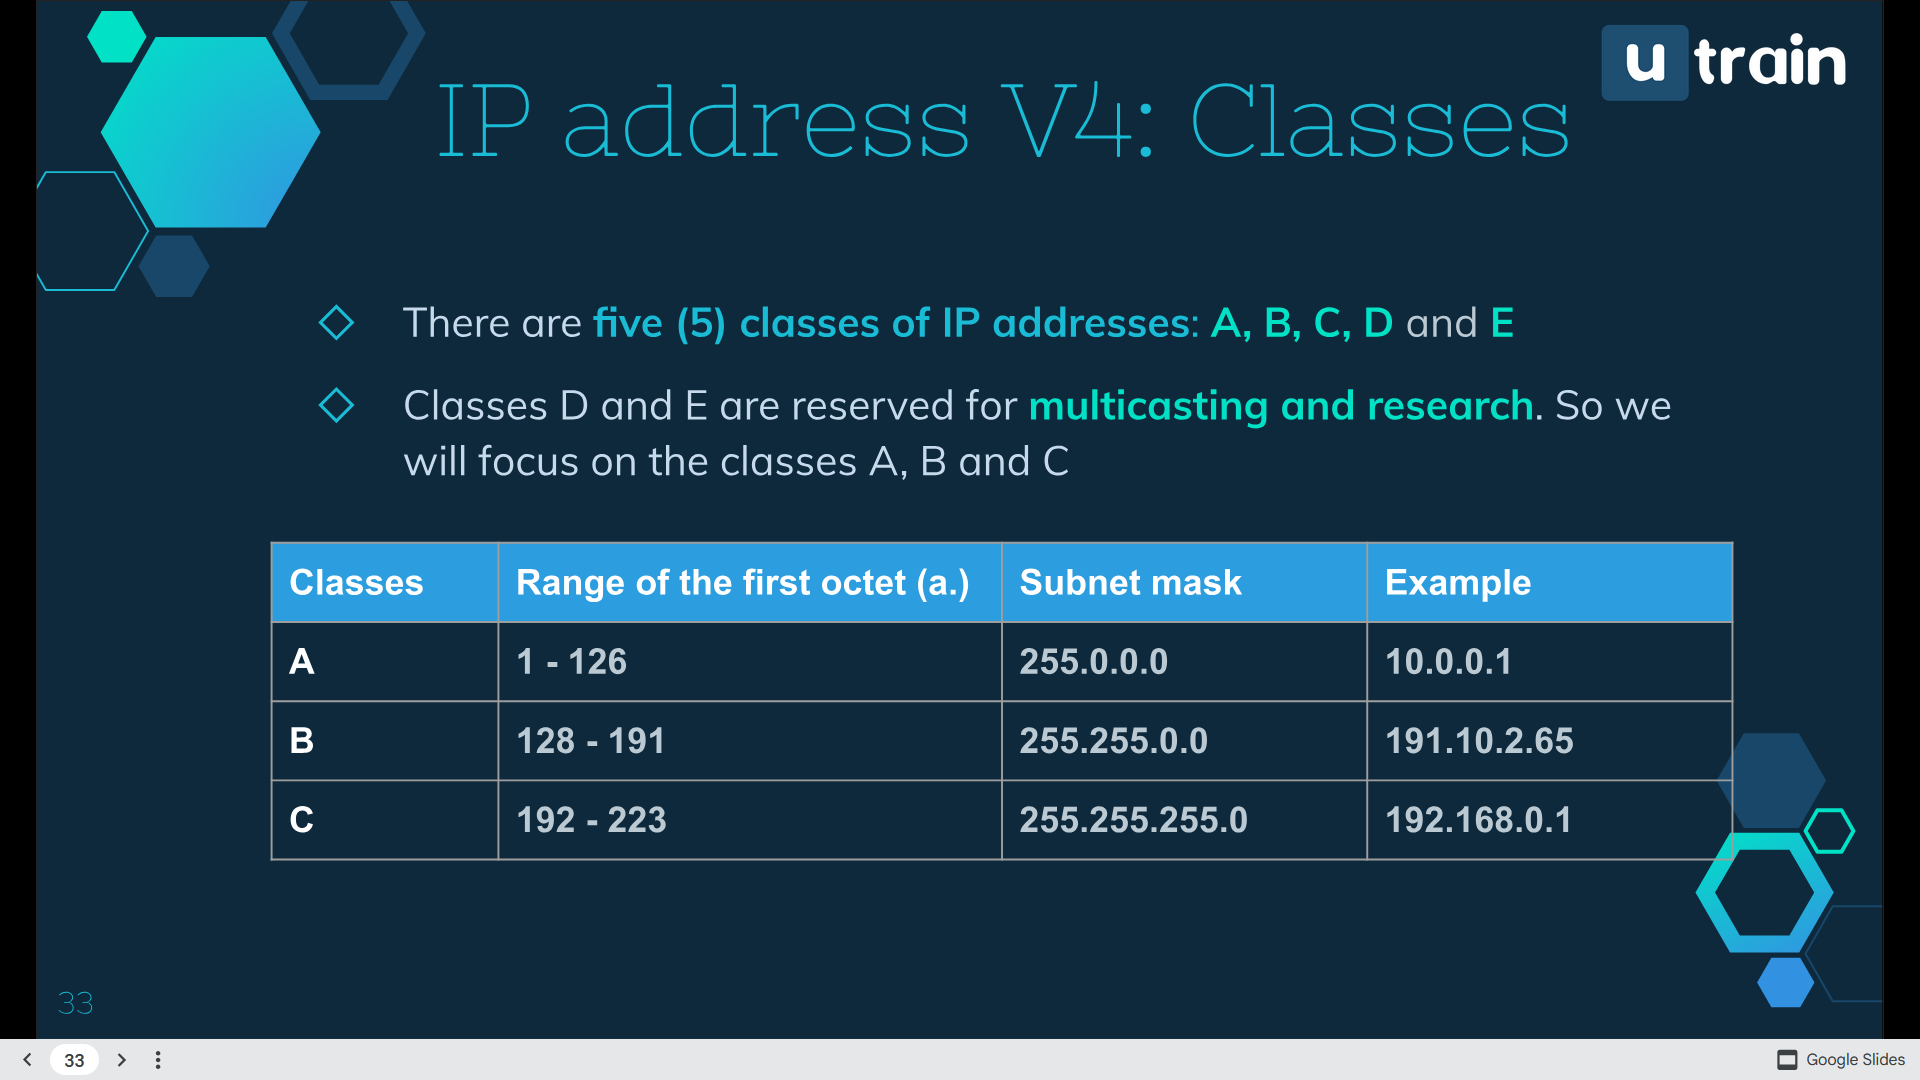 u train
IP address V4: Classes
There are five (5) classes of IP addresses: A, B, C, D and E
Classes D and E are reserved for multicasting and research. So we
will focus on the classes A, B and C
Classes Range of the first octet (a.) Subnet mask Example
A 1 - 126 255.0.0.0 10.0.0.1
B 128 - 191 255.255.0.0 191.10.2.65
C 192 - 223 255.255.255.0 192.168.0.1
33
33 Google Slides